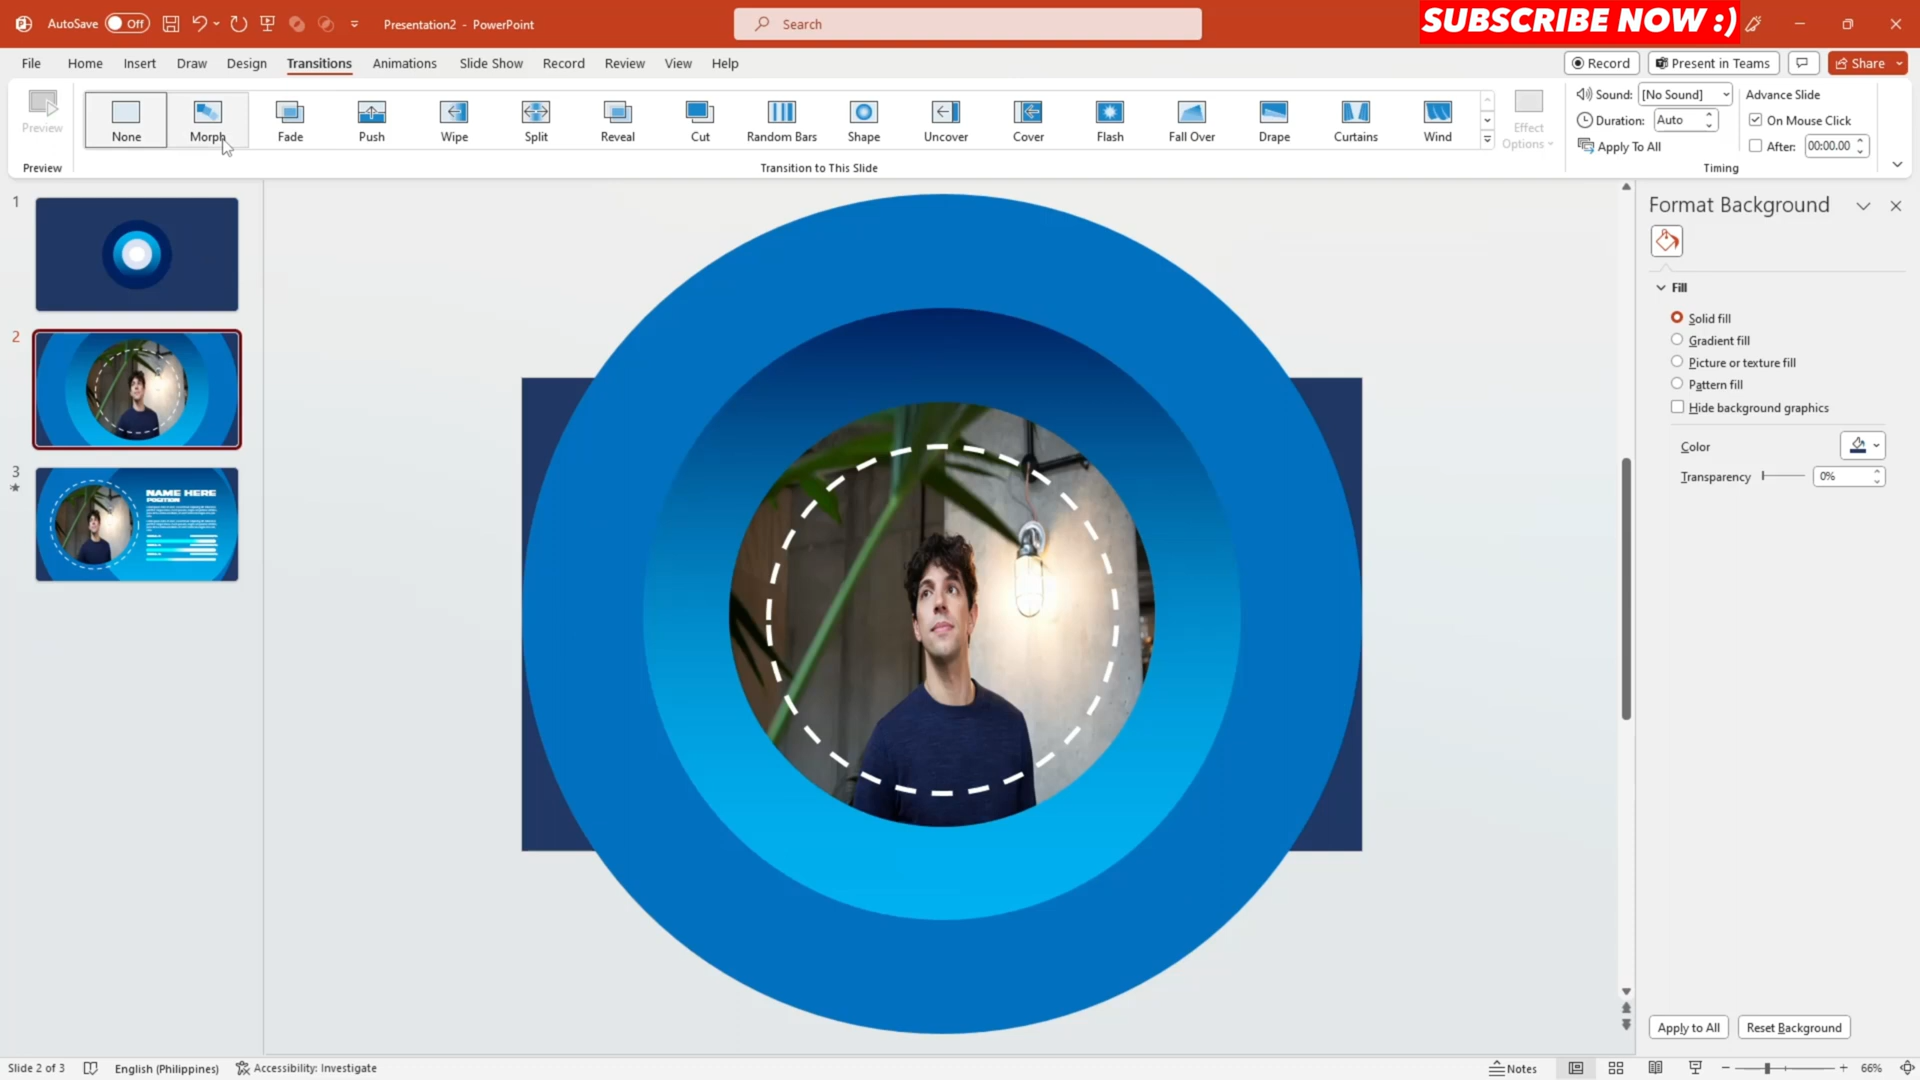 AutoSave Off
Presentation2 - PowerPoint
Search
SUBSCRIBE NOW :)
File Home Insert Draw Design Transitions Animations Slide Show Record Review View Help
Record Present in Teams Share
Preview
None Morph Fade Push Wipe Split Reveal Cut Random Bars Shape Uncover Cover Flash Fall Over Drape Curtains Wind
Effect
Options
Sound: [No Sound]
Duration: Auto
Apply To All
Advance Slide
On Mouse Click
After: 00:00.00
Preview
Transition to This Slide
Timing
1
2
3
NAME HERE
POSITION
Format Background
Fill
Solid fill
Gradient fill
Picture or texture fill
Pattern fill
Hide background graphics
Color
Transparency 0%
Apply to All
Reset Background
Slide 2 of 3
English (Philippines)
Accessibility: Investigate
Notes
66%